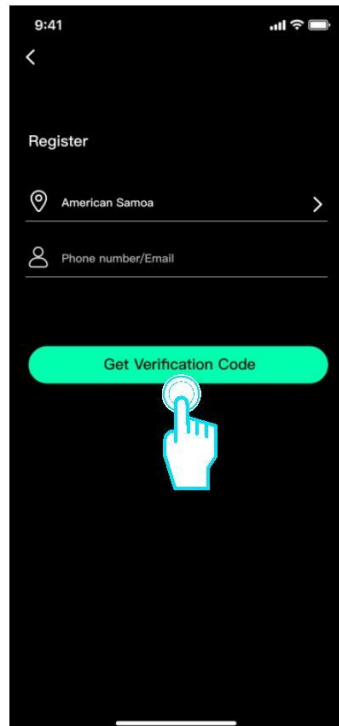 9:41
Register
American Samoa
Phone number/Email
Get Verification Code